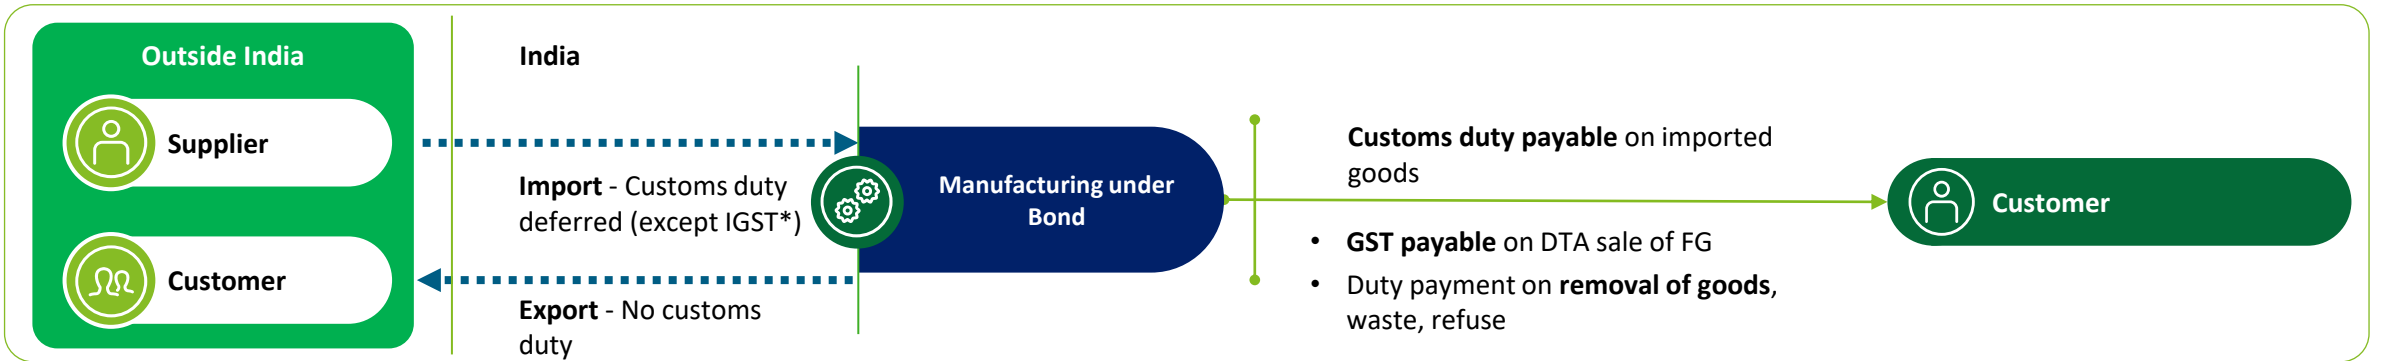 Outside India
Supplier
Customer
India
Import - Customs duty
deferred (except IGST*)
Export - No customs
duty
Manufacturing under
Bond
Customs duty payable on imported
goods
• GST payable on DTA sale of FG
• Duty payment on removal of goods,
waste, refuse
Customer